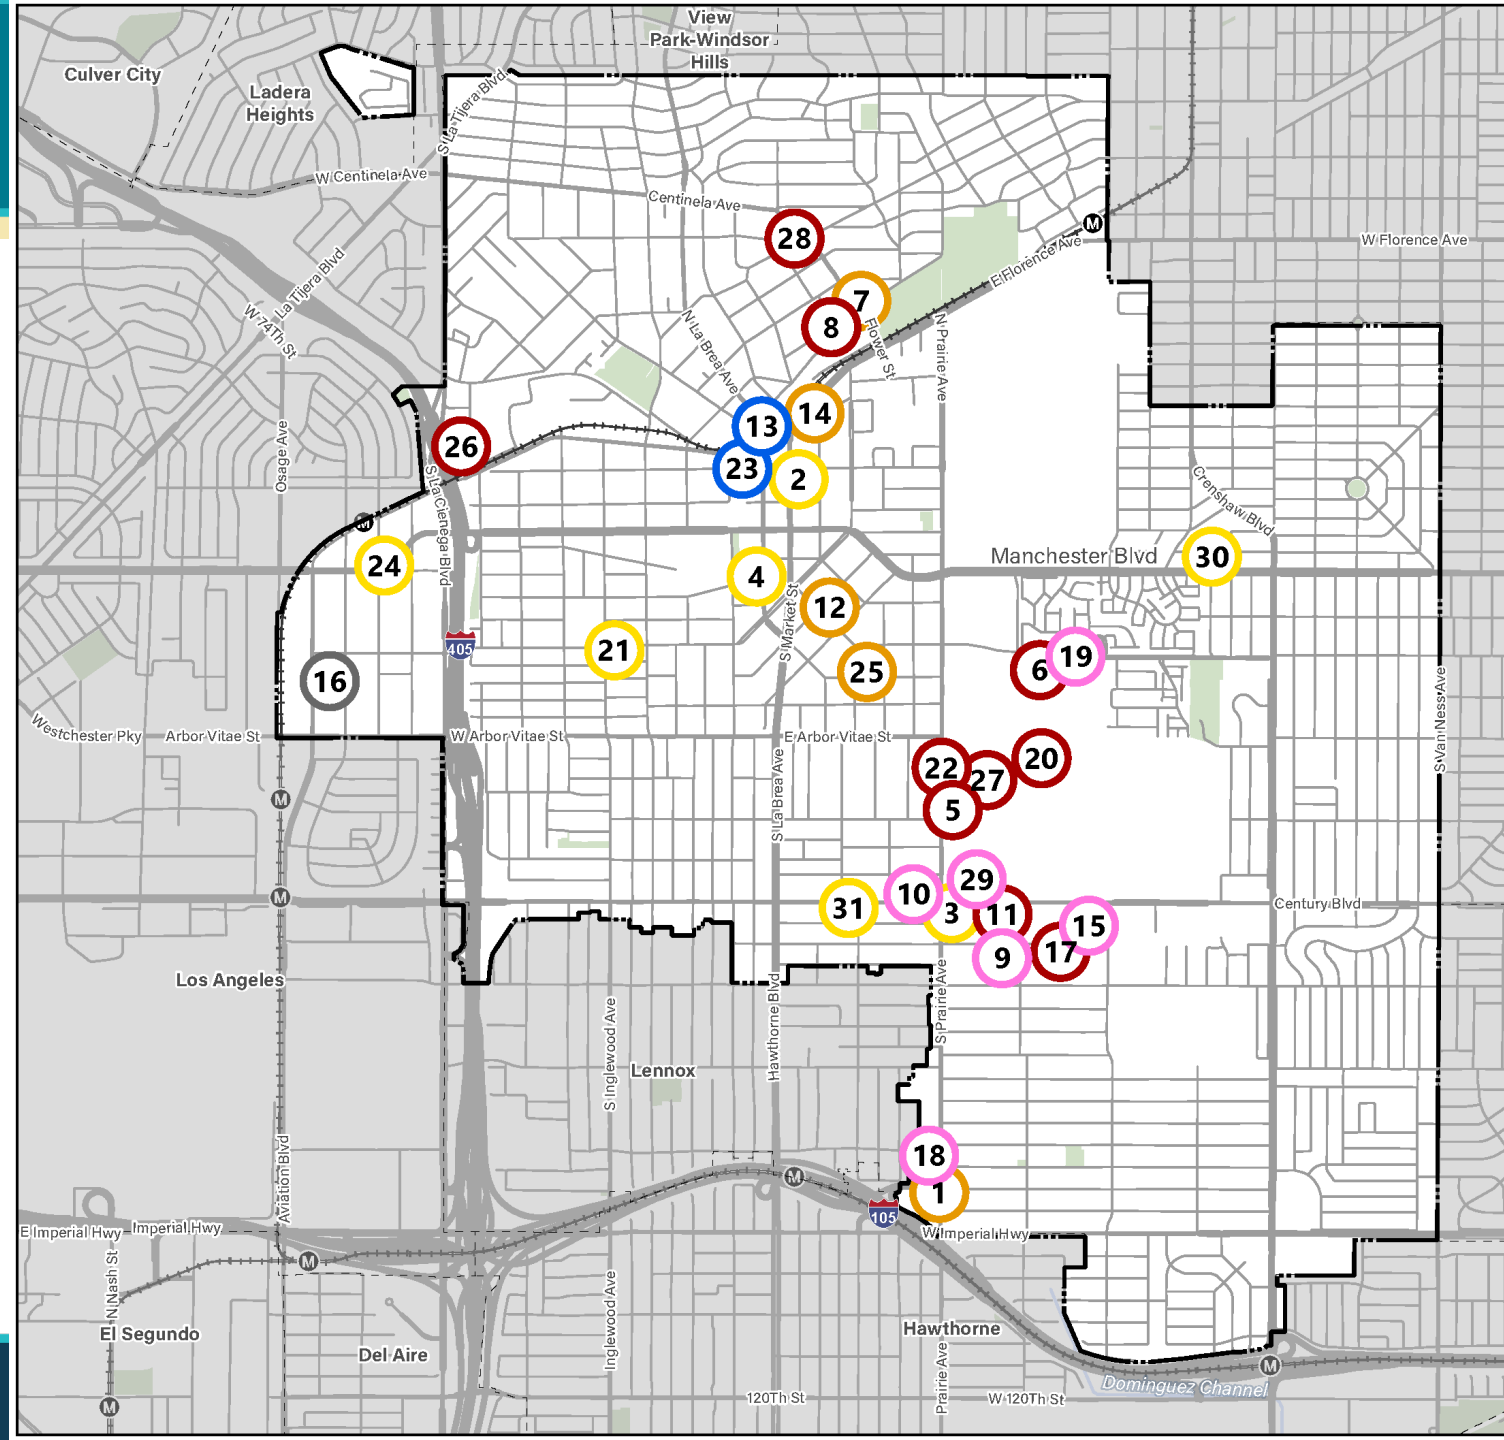 View
Park-Windsor
Hills
Culver City
Ladera
Heights
S La Tijera Blvd
W Centinela Ave
Centinela Ave
28
M
W Florence Ave
E Florence Ave
La Tijera Blvd
W 74Th St
7
8
Flower St
N La Brea Ave
N Prairie Ave
14
13
26
23
2
Osage Ave
S La Cienega Blvd
Crenshaw Blvd
M
Manchester Blvd
30
24
4
S Market St
12
405
21
19
6
25
16
S Van Ness Ave
Westchester Pky
Arbor Vitae St
W Arbor Vitae St
E Arbor Vitae St
22
20
27
5
M
S La Brea Ave
29
10
M
31
3
11
Century Blvd
15
17
9
Los Angeles
S Prairie Ave
Hawthorne Blvd
S Inglewood Ave
Lennox
18
M
1
105
Aviation Blvd
E Imperial Hwy
Imperial Hwy
W Imperial Hwy
M
N Nash St
El Segundo
Del Aire
Inglewood Ave
Hawthorne
Prairie Ave
M
Dominguez Channel
120Th St
W 120Th St
M